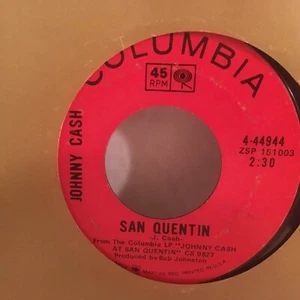 COLUMBIA
45
RPM
JOHNNY CASH
4-44944
ZSP 151003
2:30
SAN QUENTIN
-J. Cash-
From the Columbia LP "JOHNNY CASH
AT SAN QUENTIN" CS 9827
Produced by Bob Johnston